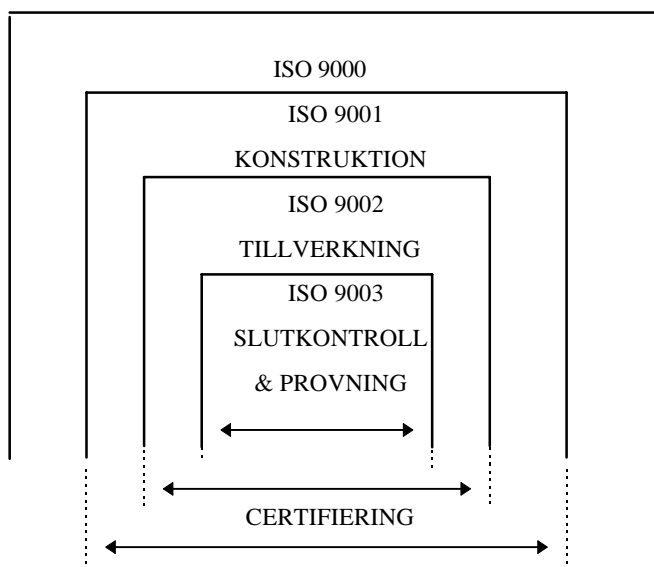 ISO 9000
ISO 9001
KONSTRUKTION
ISO 9002
TILLVERKNING
ISO 9003
SLUTKONTROLL
& PROVNING
CERTIFIERING